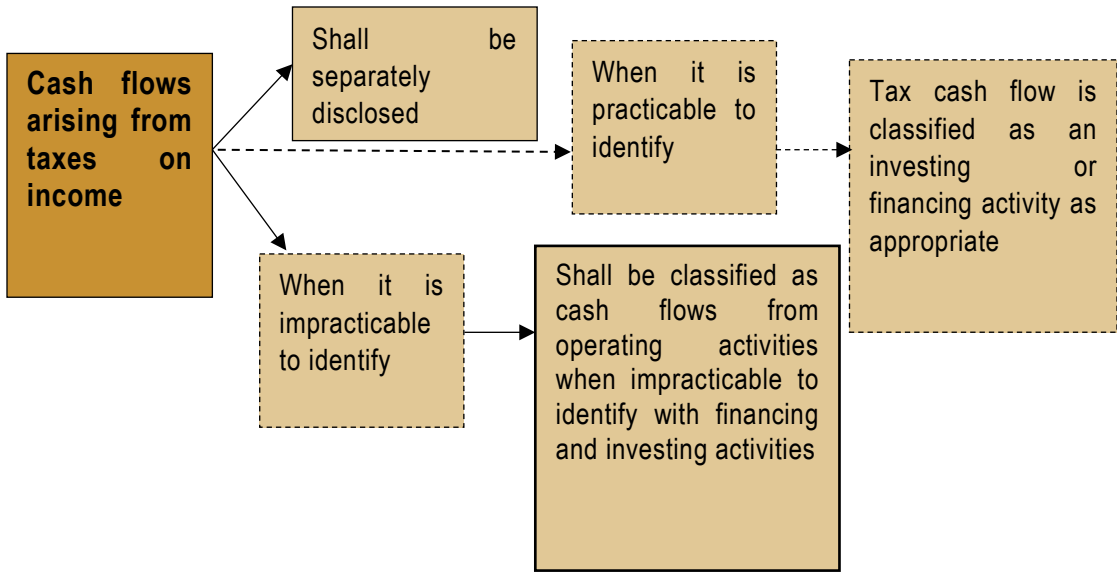 Cash flows
arising from
taxes on
income
Shall be
separately
disclosed
When it is
practicable to
identify
Tax cash flow is
classified as an
investing or
financing activity as
appropriate
When it is
impracticable
to identify
Shall be classified as
cash flows from
operating activities
when impracticable to
identify with financing
and investing activities